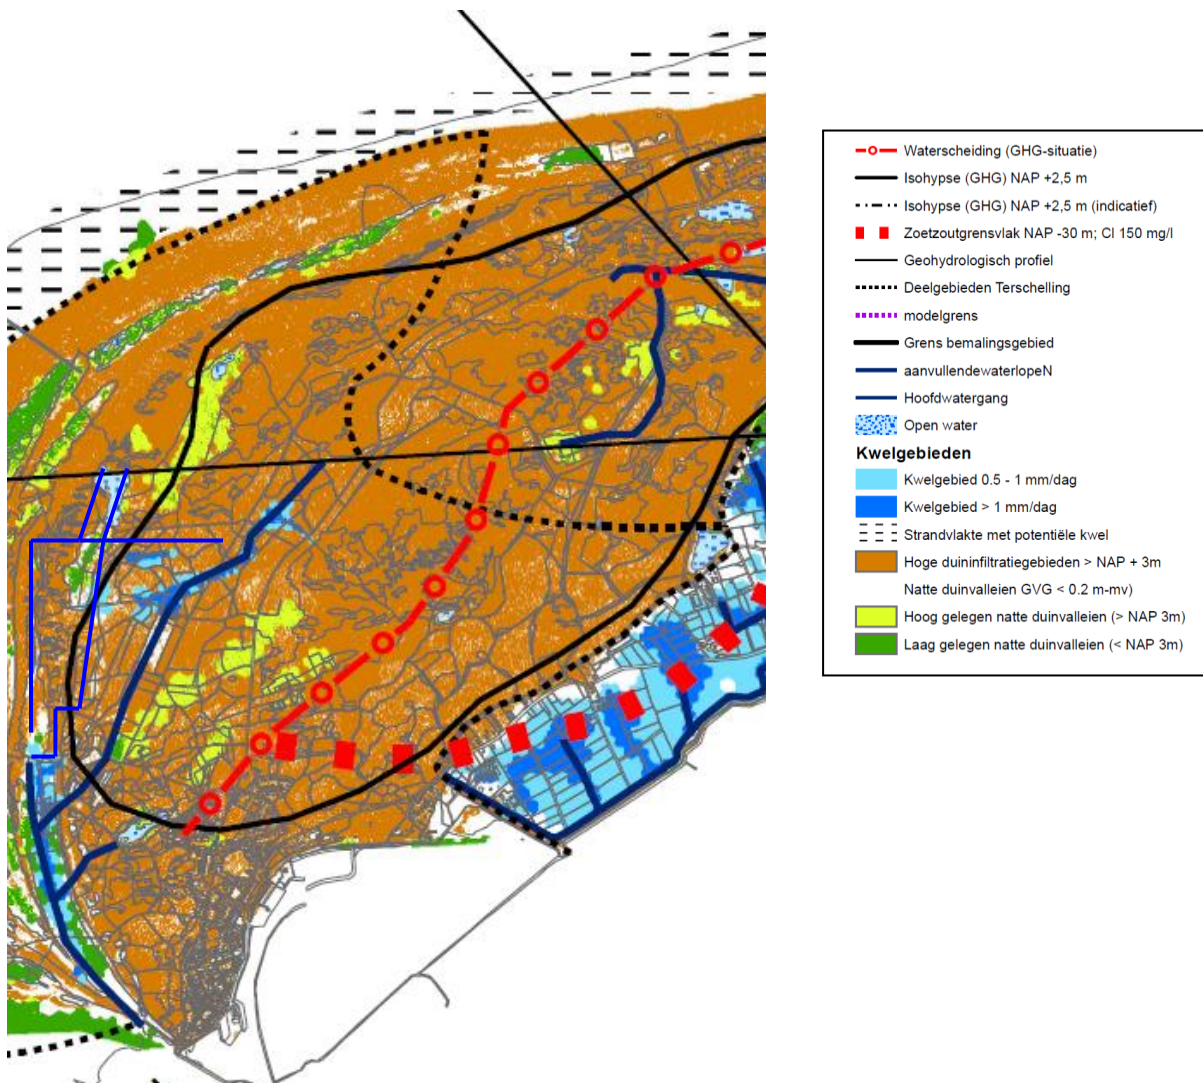 Waterscheiding (GHG-situatie)
Isohypse (GHG) NAP +2,5 m
Isohypse (GHG) NAP +2,5 m (indicatief)
Zoetzoutgrensvlak NAP -30 m; Cl 150 mg/l
Geohydrologisch profiel
Deelgebieden Terschelling
modelgrens
Grens bemalingsgebied
aanvullendewaterlopeN
Hoofdwatergang
Open water
Kwelgebieden
Kwelgebied 0.5 - 1 mm/dag
Kwelgebied > 1 mm/dag
Strandvlakte met potentiële kwel
Hoge duininfiltratiegebieden > NAP + 3m
Natte duinvalleien GVG < 0.2 m-mv)
Hoog gelegen natte duinvalleien (> NAP 3m)
Laag gelegen natte duinvalleien (< NAP 3m)